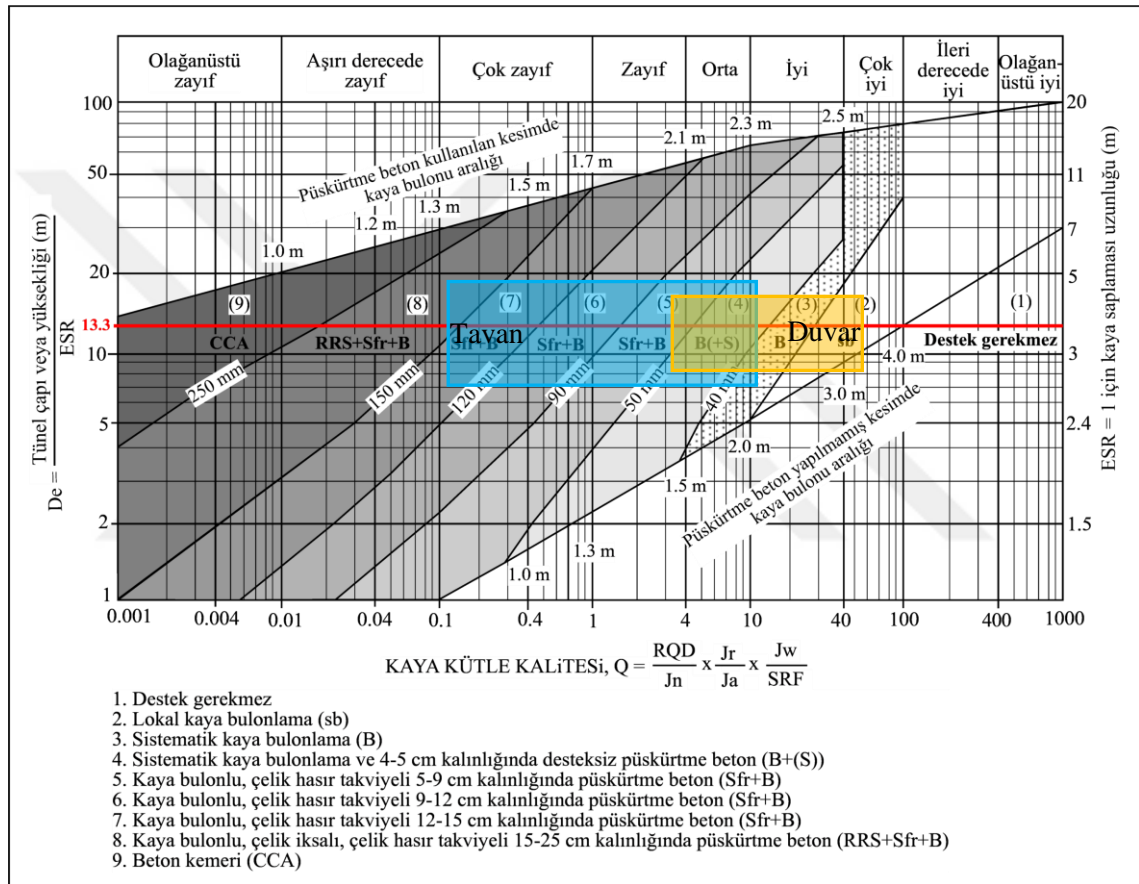 Olağanüstü zayıf
Aşırı derecede zayıf
Çok zayıf
Zayıf
Orta
İyi
Çok iyi
İleri derecede iyi
Olağan-üstü iyi
Püskürtme beton kullanılan kesimde
kaya bulonu aralığı
1.0 m
1.2 m
1.3 m
1.5 m
1.7 m
2.1 m
2.3 m
2.5 m
100
50
20
13.3
10
5
2
1
De = Tünel çapı veya yüksekliği (m)
ESR
20
11
7
5
3
2.4
1.5
ESR = 1 için kaya saplaması uzunluğu (m)
(9)
(8)
(7)
(6)
(5)
(4)
(3)
(2)
(1)
Tavan
Duvar
CCA
RRS+Sfr+B
Sfr+B
Sfr+B
Sfr+B
B(+S)
B
sb
Destek gerekmez
250 mm
150 mm
120 mm
90 mm
50 mm
40 mm
4.0 m
3.0 m
2.0 m
1.5 m
1.3 m
1.0 m
Püskürtme beton yapılmamış kesimde
kaya bulonu aralığı
0.001
0.004
0.01
0.04
0.1
0.4
1
4
10
40
100
400
1000
KAYA KÜTLE KALiTESi, Q = RQD/Jn x Jr/Ja x Jw/SRF
1. Destek gerekmez
2. Lokal kaya bulonlama (sb)
3. Sistematik kaya bulonlama (B)
4. Sistematik kaya bulonlama ve 4-5 cm kalınlığında desteksiz püskürtme beton (B+(S))
5. Kaya bulonlu, çelik hasır takviyeli 5-9 cm kalınlığında püskürtme beton (Sfr+B)
6. Kaya bulonlu, çelik hasır takviyeli 9-12 cm kalınlığında püskürtme beton (Sfr+B)
7. Kaya bulonlu, çelik hasır takviyeli 12-15 cm kalınlığında püskürtme beton (Sfr+B)
8. Kaya bulonlu, çelik iksalı, çelik hasır takviyeli 15-25 cm kalınlığında püskürtme beton (RRS+Sfr+B)
9. Beton kemeri (CCA)